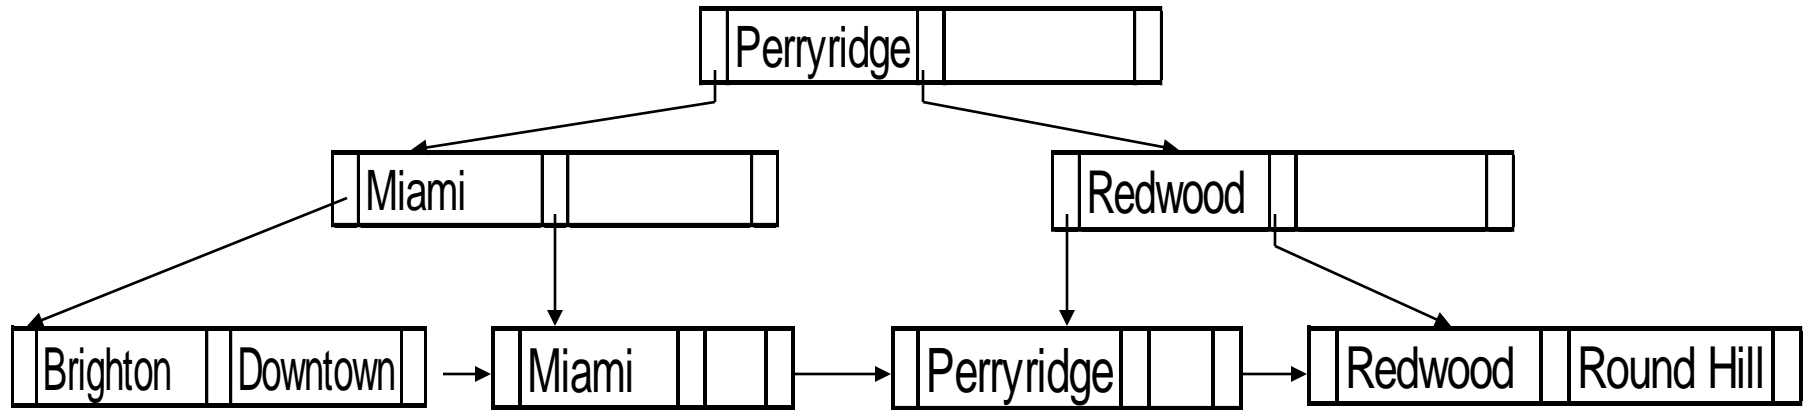 Perryridge
Miami
Redwood
Brighton Downtown
Miami
Perryridge
Redwood Round Hill